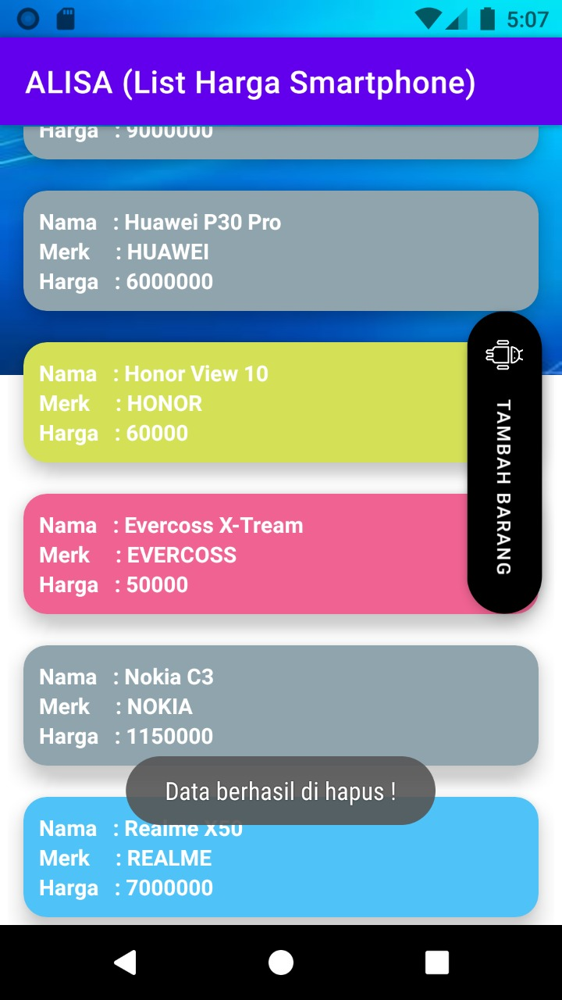 5:07
ALISA (List Harga Smartphone)
Harga : 9000000
Nama : Huawei P30 Pro
Merk : HUAWEI
Harga : 6000000
Nama : Honor View 10
Merk : HONOR
Harga : 60000
TAMBAH BARANG
Nama : Evercoss X-Tream
Merk : EVERCOSS
Harga : 50000
Nama : Nokia C3
Merk : NOKIA
Harga : 1150000
Data berhasil di hapus !
Nama : Realme X50
Merk : REALME
Harga : 7000000